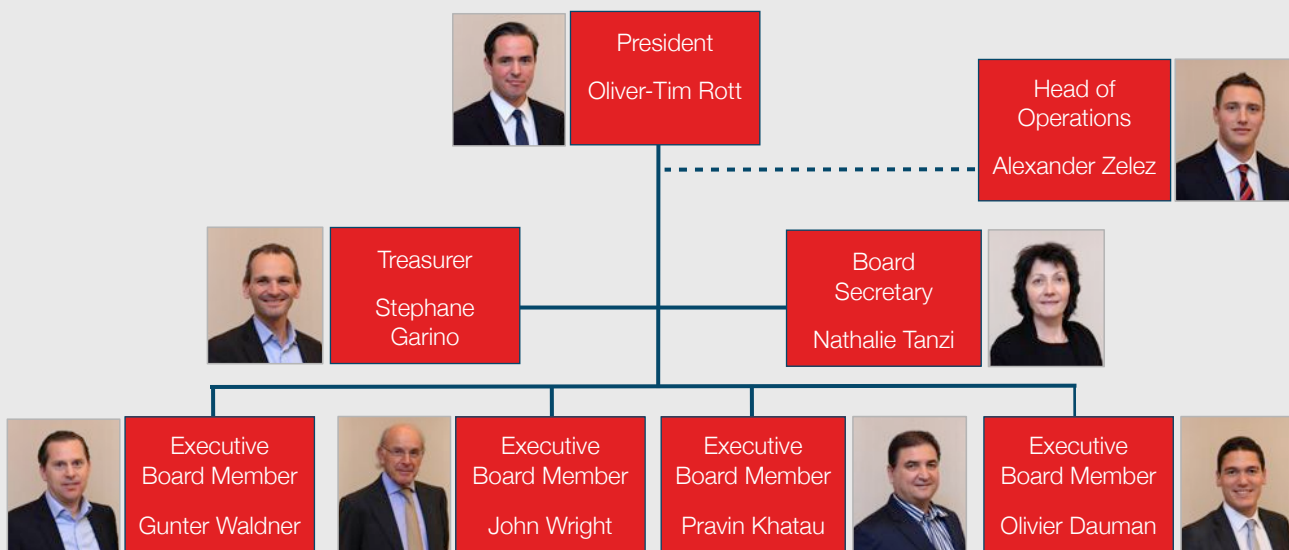 President
Oliver-Tim Rott
Head of
Operations
Alexander Zelez
Treasurer
Stephane
Garino
Board
Secretary
Nathalie Tanzi
Executive
Board Member
Gunter Waldner
Executive
Board Member
John Wright
Executive
Board Member
Pravin Khatau
Executive
Board Member
Olivier Dauman